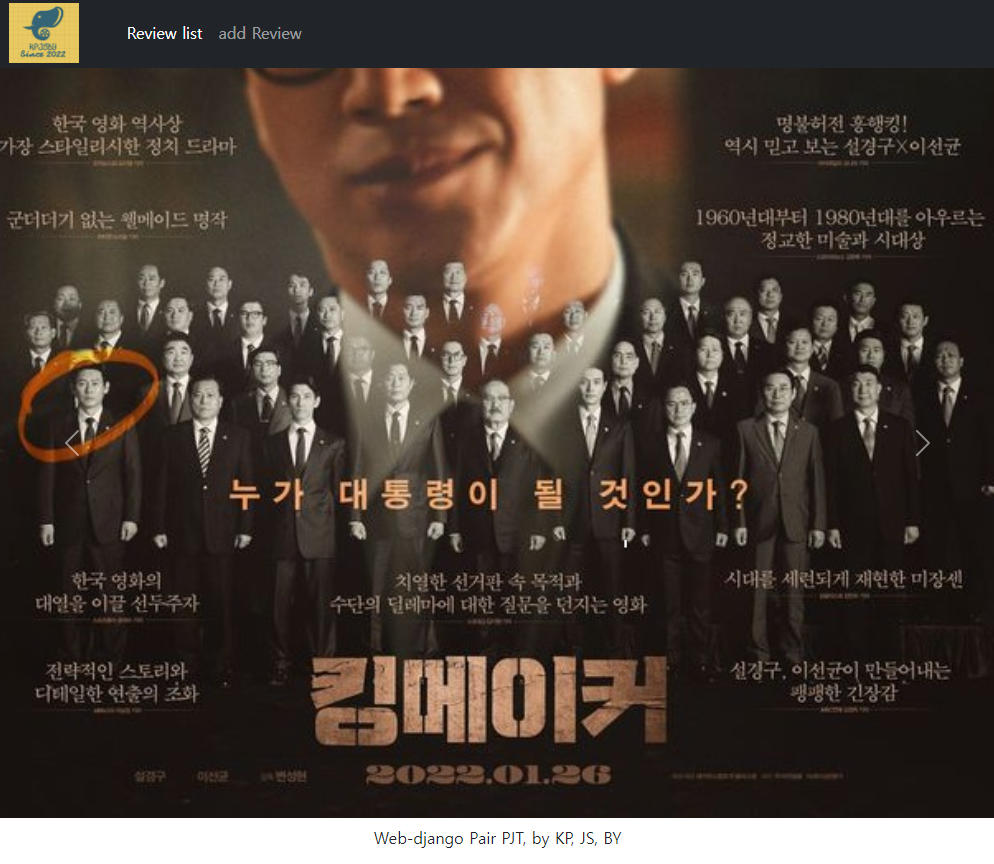 KPJSBY
Since 2022
Review list
add Review
한국 영화 역사상
가장 스타일리시한 정치 드라마
명불허전 흥행킹!
역시 믿고 보는 설경구×이선균
군더더기 없는 웰메이드 명작
1960년대부터 1980년대를 아우르는
정교한 미술과 시대상
누가 대통령이 될 것인가?
한국 영화의
대열을 이끌 선두주자
치열한 선거판 속 목적과
수단의 딜레마에 대한 질문을 던지는 영화
시대를 세련되게 재현한 미장센
전략적인 스토리와
디테일한 연출의 조화
설경구, 이선균이 만들어내는
팽팽한 긴장감
킹메이커
설경구 이선균 감독 변성현
2022.01.26
Web-django Pair PJT, by KP, JS, BY